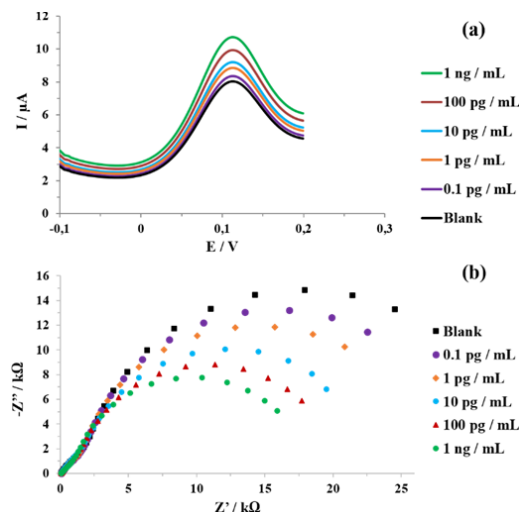 (a)
12
10
8
6
4
2
0
-0,1
0
0,1
0,2
0,3
I / µA
E / V
1 ng / mL
100 pg / mL
10 pg / mL
1 pg / mL
0.1 pg / mL
Blank
(b)
16
14
12
10
8
6
4
2
0
0
5
10
15
20
25
-Z'' / kΩ
Z' / kΩ
Blank
0.1 pg / mL
1 pg / mL
10 pg / mL
100 pg / mL
1 ng / mL